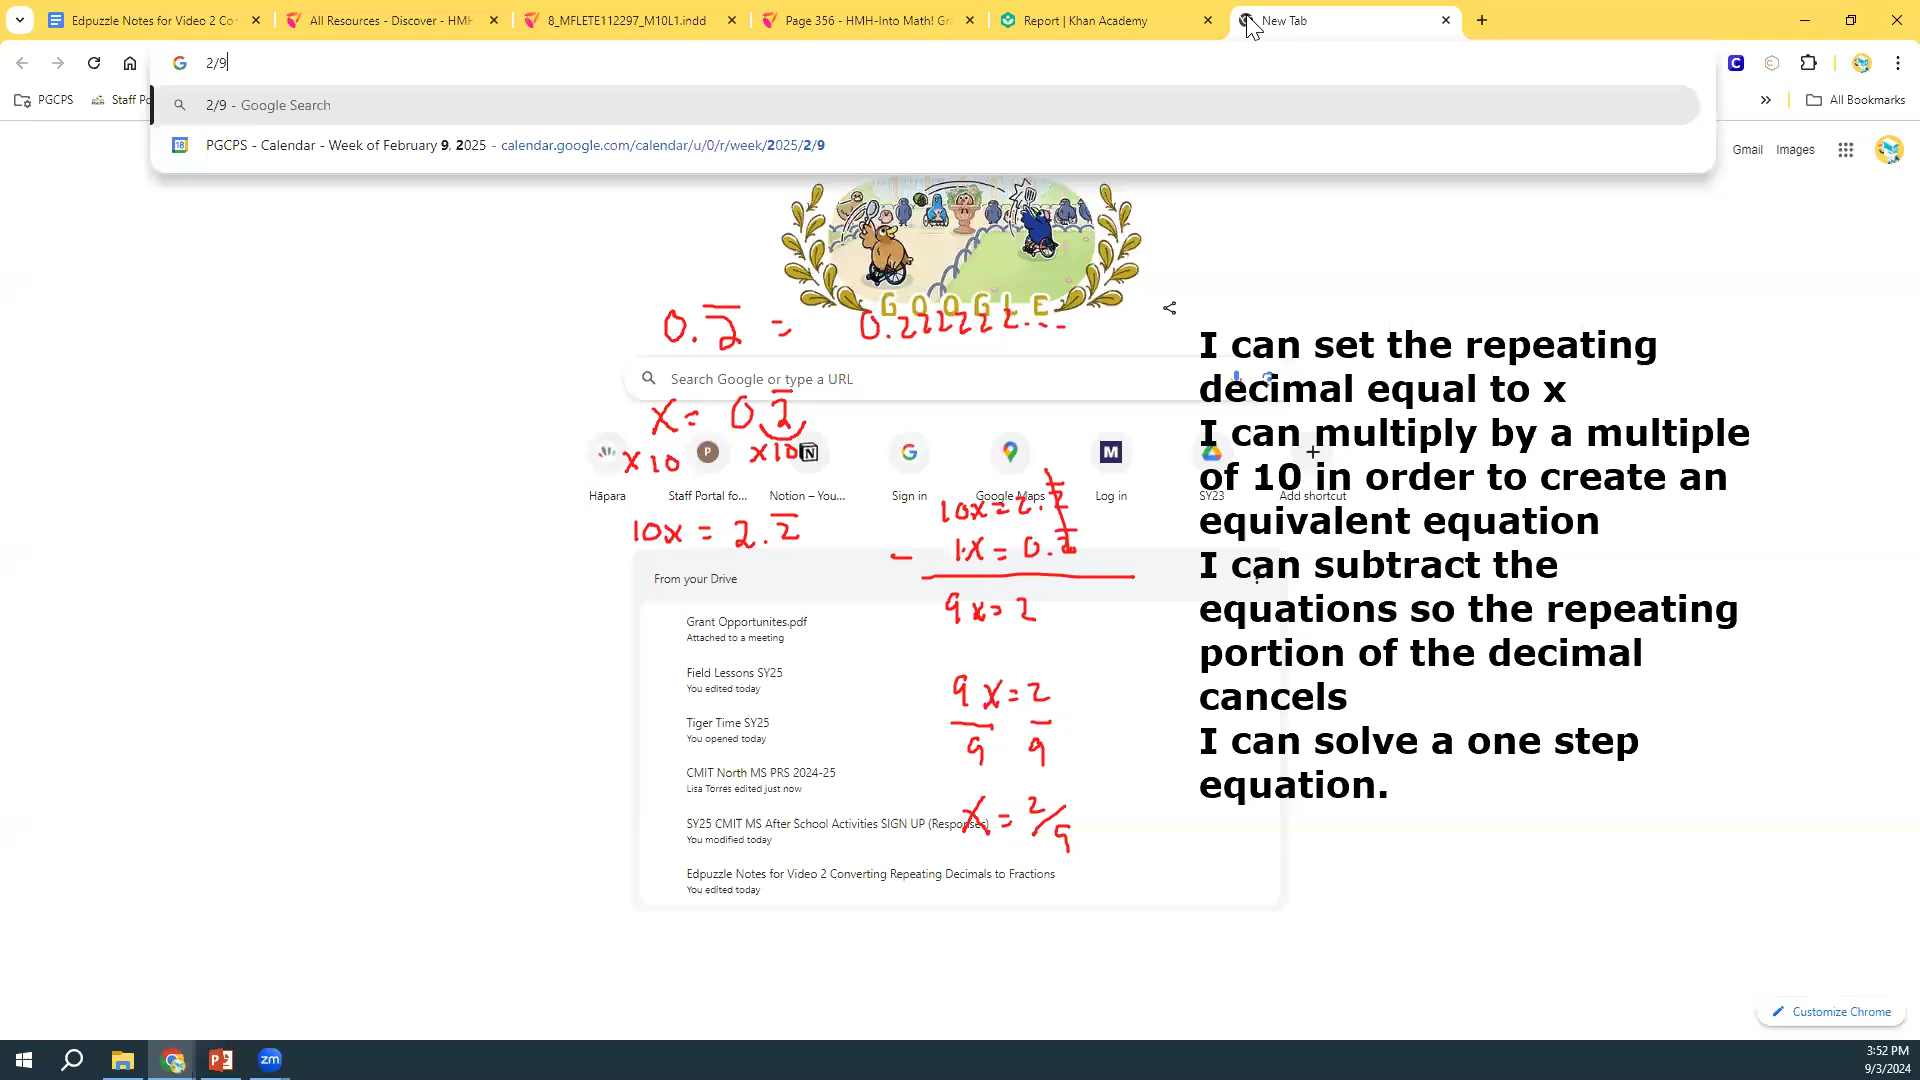 Edpuzzle Notes for Video 2 Co
All Resources - Discover - HMH
8_MFLETE112297_M10L1.indd
Page 356 - HMH-Into Math! Gra
Report | Khan Academy
New Tab
2/9
2/9 - Google Search
PGCPS - Calendar - Week of February 9, 2025 - calendar.google.com/calendar/u/0/r/week/2025/2/9
PGCPS
Staff Po
All Bookmarks
Gmail
Images
GOOGLE
0.2̅ = 0.222222...
Search Google or type a URL
x = 0.2̅
x10 x10
Hāpara
Staff Portal fo...
Notion – You...
Sign in
Google Maps
Log in
SY23
Add shortcut
10x = 2.2̅
10x = 2.2̅
- 1x = 0.2̅
9x = 2
9x = 2
9 9
x = 2/9
From your Drive
Grant Opportunites.pdf
Attached to a meeting
Field Lessons SY25
You edited today
Tiger Time SY25
You opened today
CMIT North MS PRS 2024-25
Lisa Torres edited just now
SY25 CMIT MS After School Activities SIGN UP (Responses)
You modified today
Edpuzzle Notes for Video 2 Converting Repeating Decimals to Fractions
You edited today
I can set the repeating
decimal equal to x
I can multiply by a multiple
of 10 in order to create an
equivalent equation
I can subtract the
equations so the repeating
portion of the decimal
cancels
I can solve a one step
equation.
Customize Chrome
3:52 PM
9/3/2024